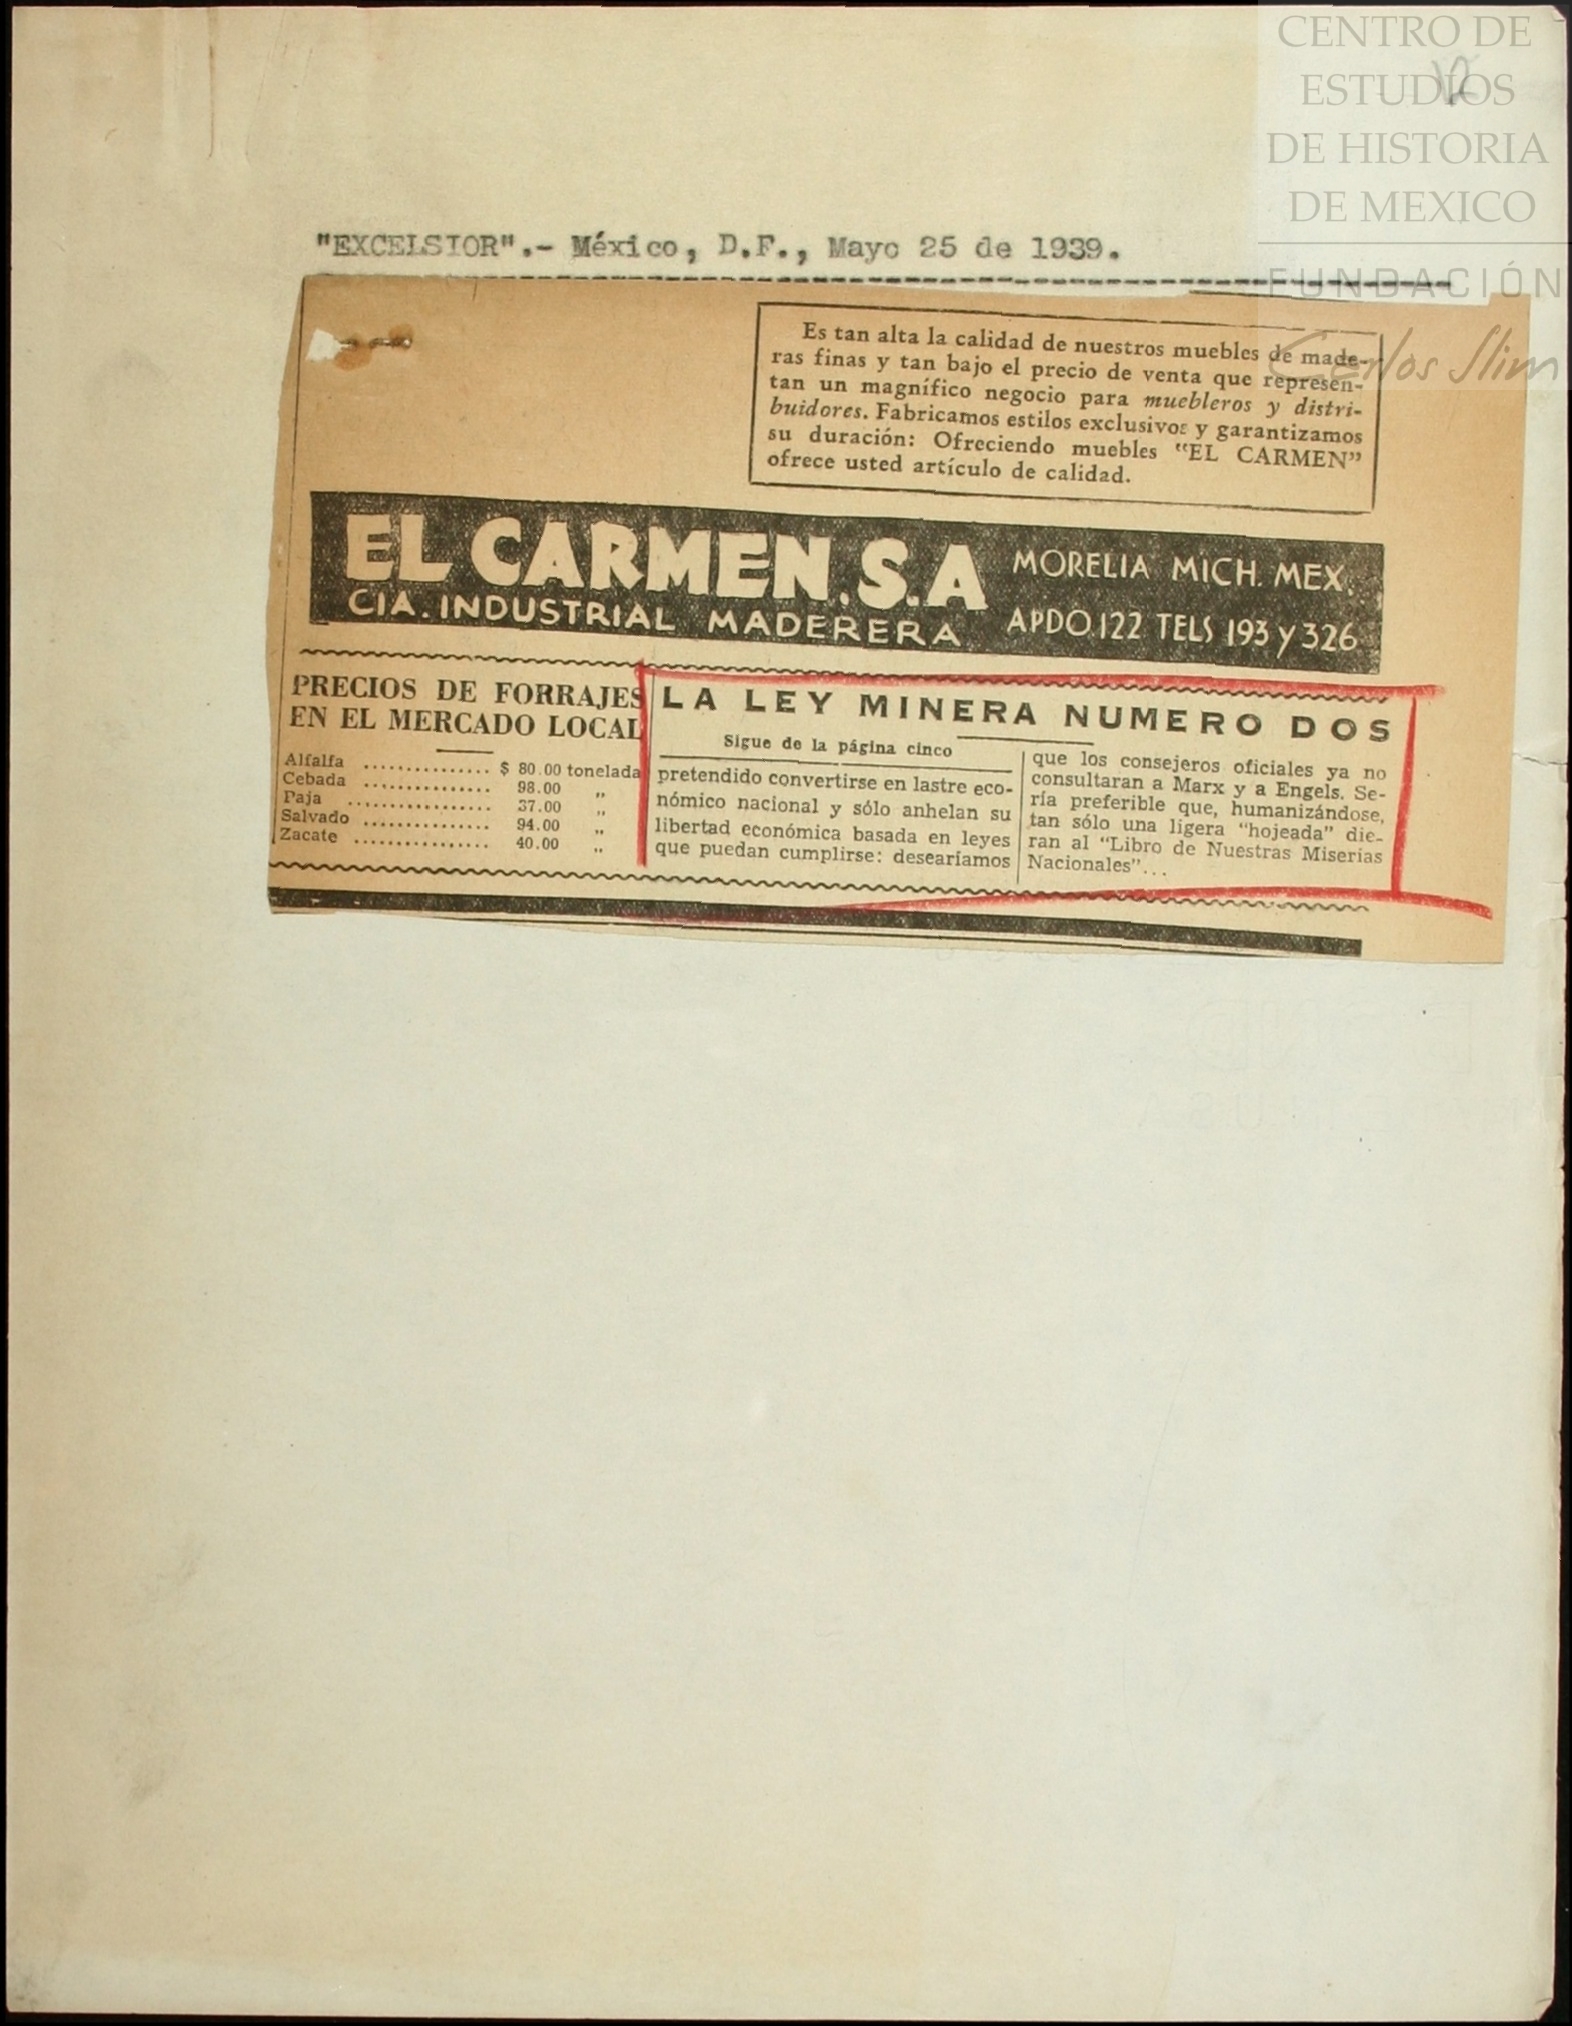 CENTRO DE
ESTUDIOS
DE HISTORIA
DE MEXICO
FUNDACIÓN
Carlos Slim
12
"EXCELSIOR".- México, D.F., Mayo 25 de 1939.
Es tan alta la calidad de nuestros muebles de made-
ras finas y tan bajo el precio de venta que represen-
tan un magnífico negocio para muebleros y distri-
buidores. Fabricamos estilos exclusivos y garantizamos
su duración: Ofreciendo muebles "EL CARMEN"
ofrece usted artículo de calidad.
EL CARMEN.S.A
CIA. INDUSTRIAL MADERERA
MORELIA MICH. MEX.
APDO.122 TELS 193 y 326
PRECIOS DE FORRAJES
EN EL MERCADO LOCAL
Alfalfa ............... $ 80.00 tonelada
Cebada ............... 98.00 "
Paja ................. 37.00 "
Salvado .............. 94.00 "
Zacate ................ 40.00 "
LA LEY MINERA NUMERO DOS
Sigue de la página cinco
pretendido convertirse en lastre eco-
nómico nacional y sólo anhelan su
libertad económica basada en leyes
que puedan cumplirse: desearíamos
que los consejeros oficiales ya no
consultaran a Marx y a Engels. Se-
ría preferible que, humanizándose,
tan sólo una ligera "hojeada" die-
ran al "Libro de Nuestras Miserias
Nacionales"...